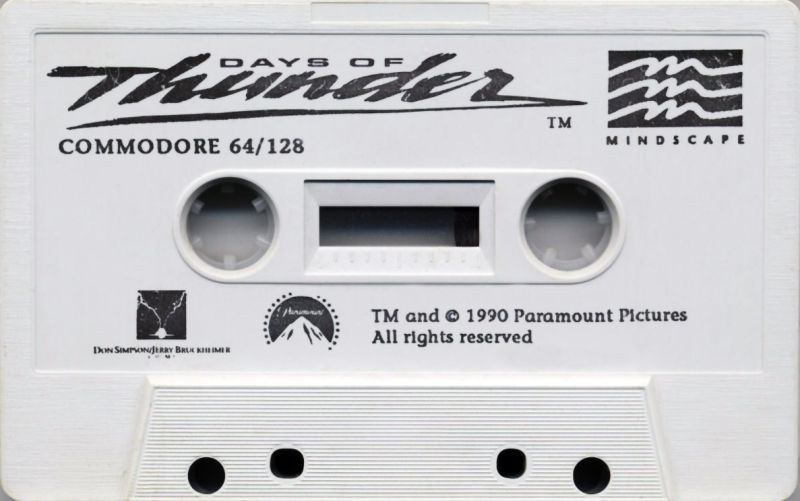 DAYS OF
Thunder
TM
COMMODORE 64/128
MINDSCAPE
DON SIMPSON/JERRY BRUCKHEIMER
Paramount
TM and © 1990 Paramount Pictures
All rights reserved